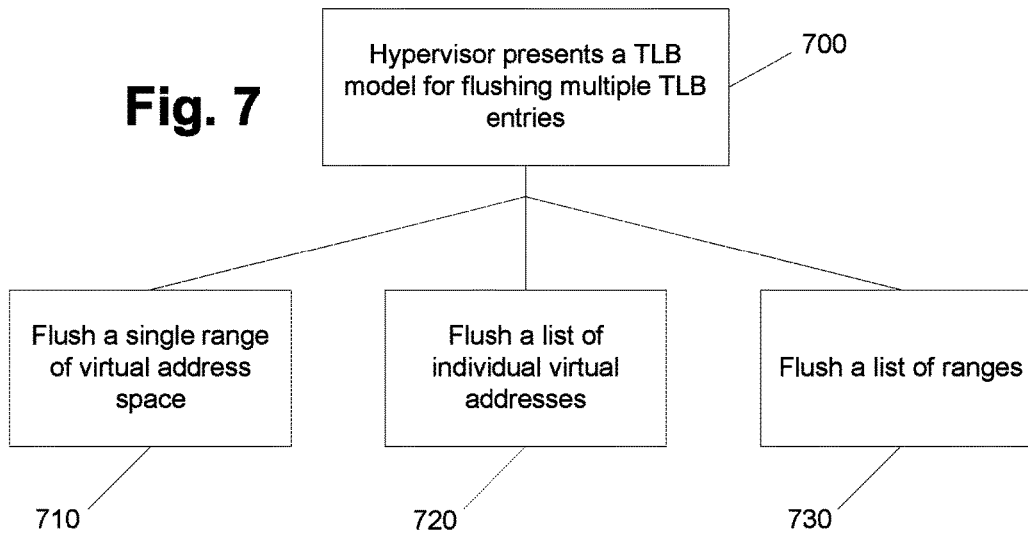 Fig. 7
Hypervisor presents a TLB
model for flushing multiple TLB
entries
700
Flush a single range
of virtual address
space
Flush a list of
individual virtual
addresses
Flush a list of ranges
710
720
730